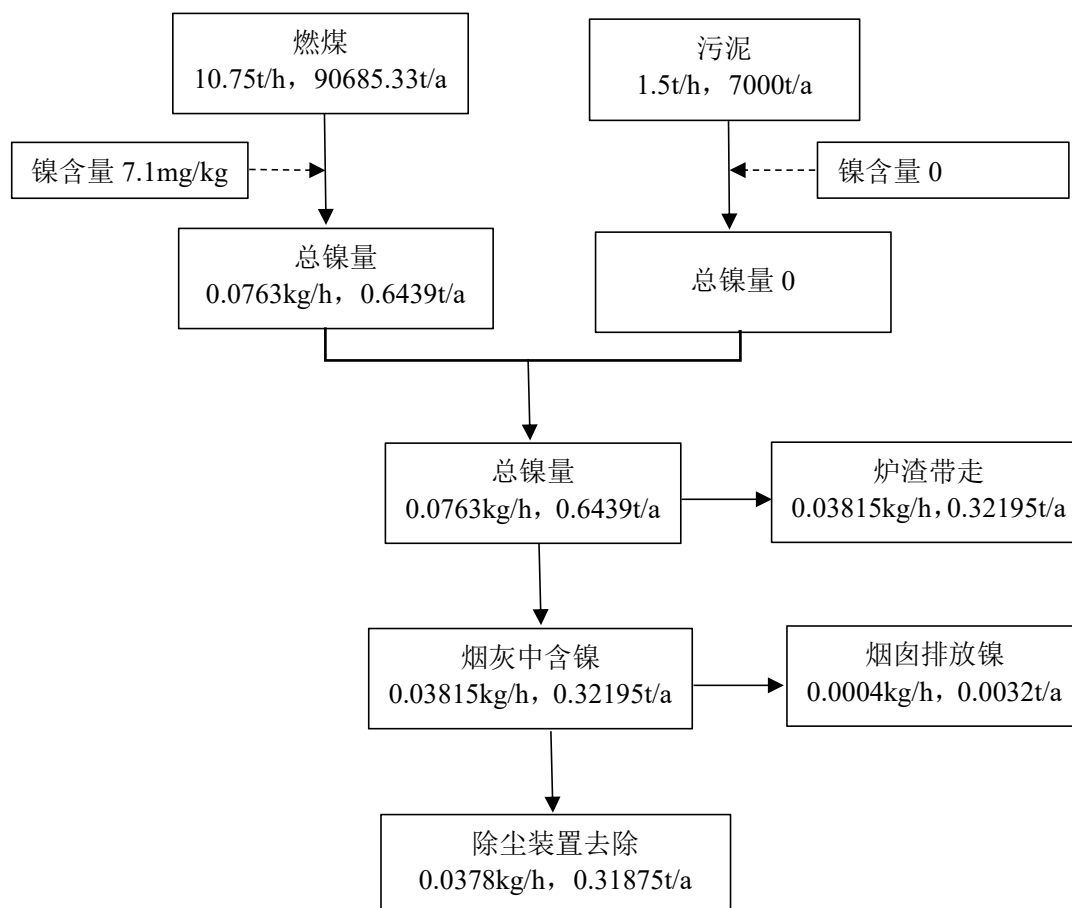 燃煤
10.75t/h，90685.33t/a
污泥
1.5t/h，7000t/a
镍含量 7.1mg/kg
镍含量 0
总镍量
0.0763kg/h，0.6439t/a
总镍量 0
总镍量
0.0763kg/h，0.6439t/a
炉渣带走
0.03815kg/h，0.32195t/a
烟灰中含镍
0.03815kg/h，0.32195t/a
烟囱排放镍
0.0004kg/h，0.0032t/a
除尘装置去除
0.0378kg/h，0.31875t/a